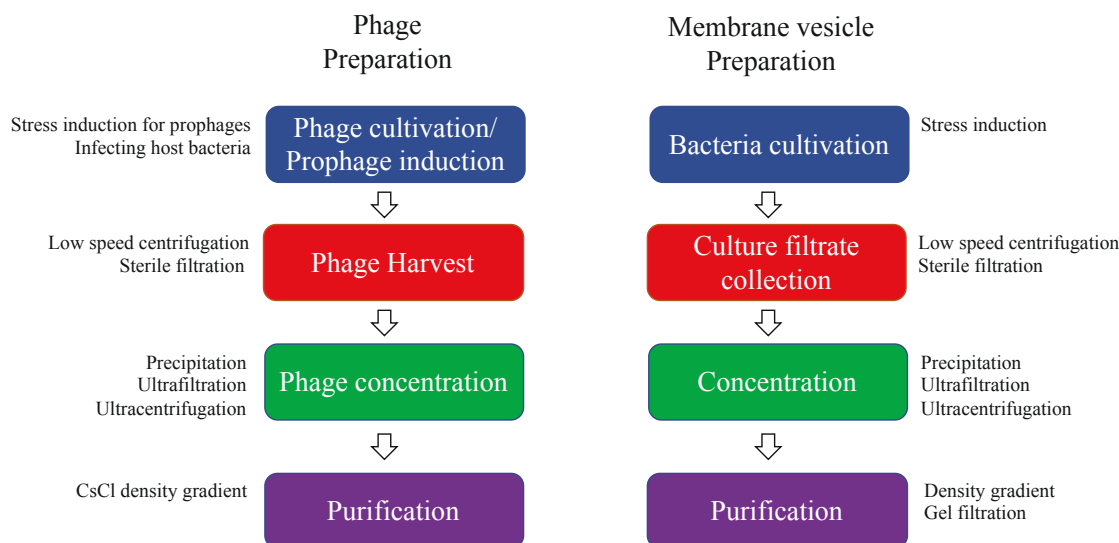 Phage
Preparation
Membrane vesicle
Preparation
Stress induction for prophages
Infecting host bacteria
Phage cultivation/
Prophage induction
Bacteria cultivation
Stress induction
Low speed centrifugation
Sterile filtration
Phage Harvest
Culture filtrate
collection
Low speed centrifugation
Sterile filtration
Precipitation
Ultrafiltration
Ultracentrifugation
Phage concentration
Concentration
Precipitation
Ultrafiltration
Ultracentrifugation
CsCl density gradient
Purification
Purification
Density gradient
Gel filtration